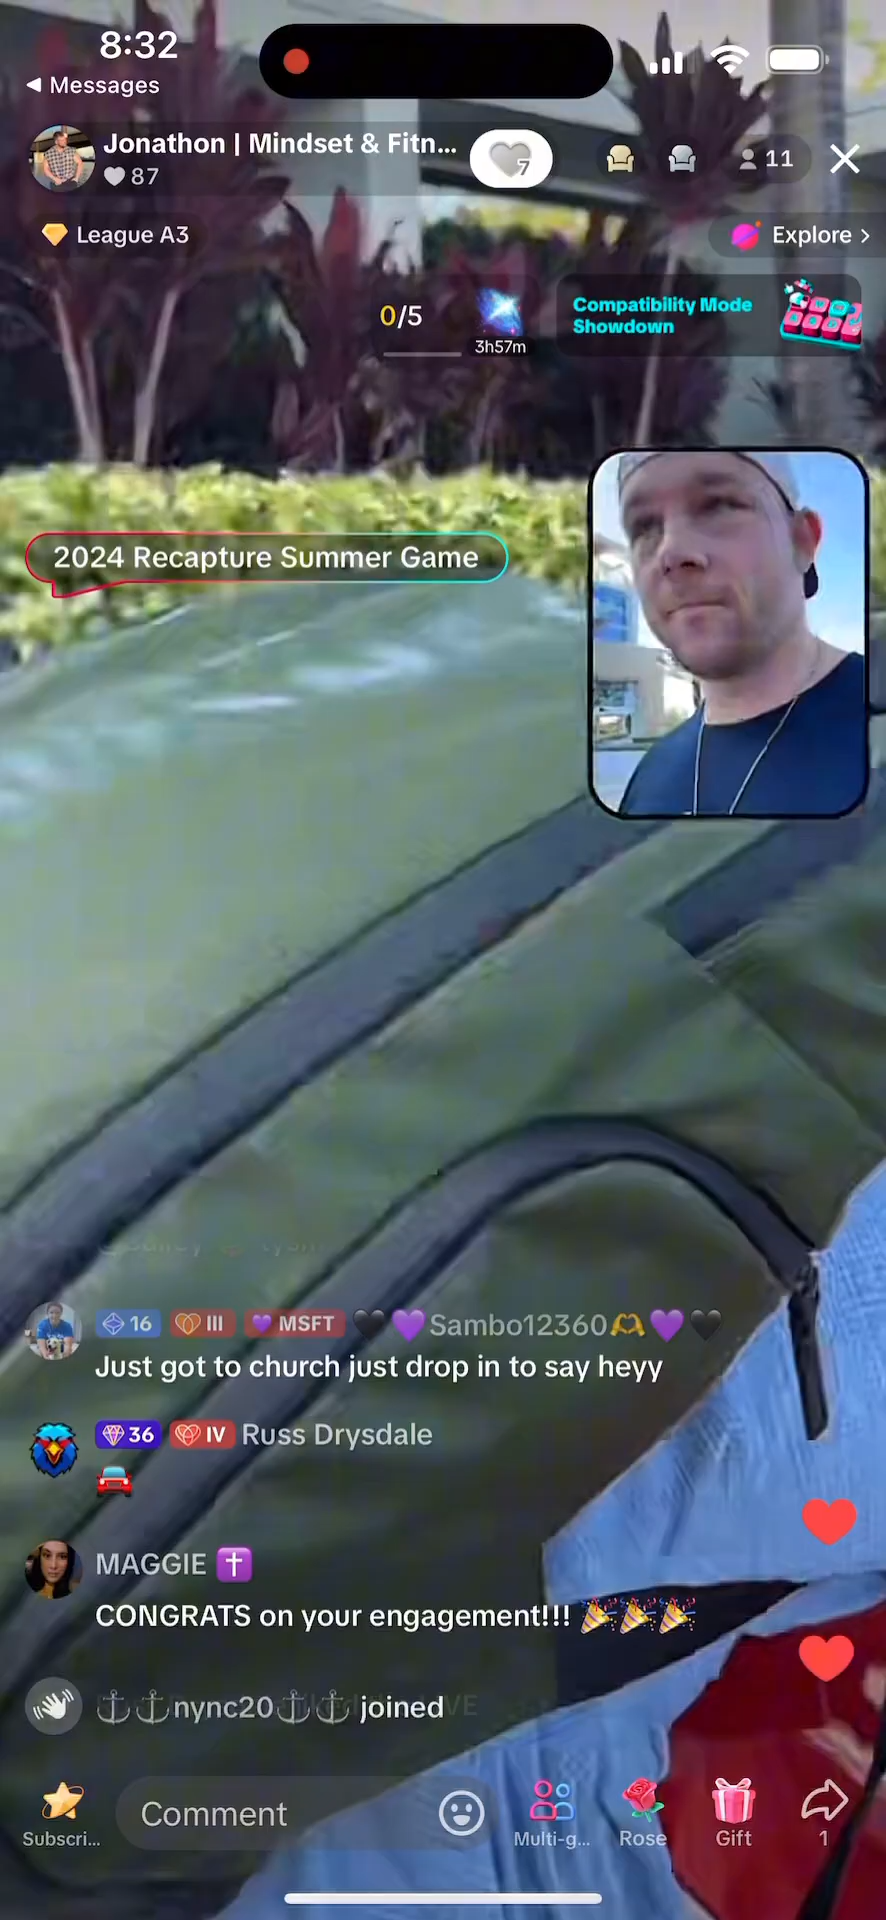 8:32
◀ Messages
Jonathon | Mindset & Fitn...
87
7
11
League A3
Explore >
0/5
3h57m
Compatibility Mode
Showdown
2024 Recapture Summer Game
16 III MSFT 🖤💜Sambo12360🫶💜🖤
Just got to church just drop in to say heyy
36 IV Russ Drysdale
🚘
MAGGIE ✝️
CONGRATS on your engagement!!! 🎉🎉🎉
⚓⚓nync20⚓⚓ joined
Comment
Subscri...
Multi-g...
Rose
Gift
1